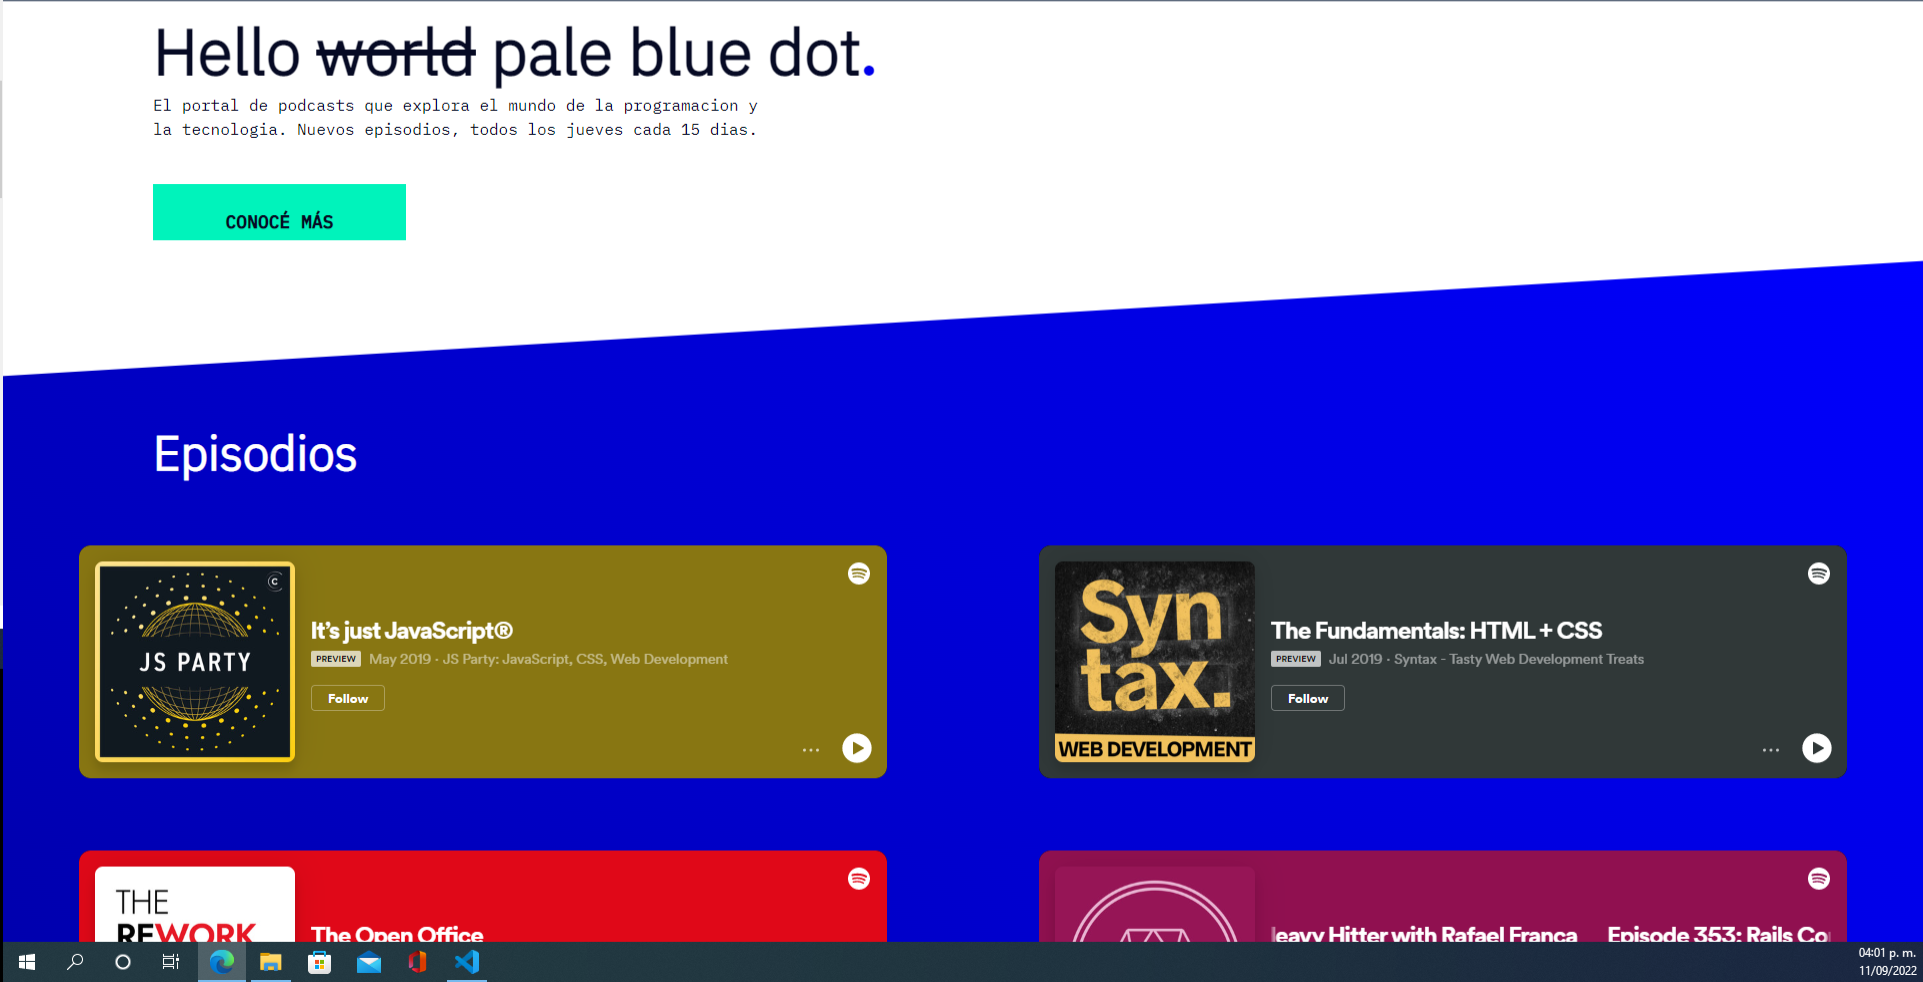 Hello world pale blue dot.
El portal de podcasts que explora el mundo de la programacion y
la tecnologia. Nuevos episodios, todos los jueves cada 15 dias.
CONOCÉ MÁS
Episodios
C
JS PARTY
It's just JavaScript®
PREVIEW May 2019 · JS Party: JavaScript, CSS, Web Development
Follow
Syn
tax.
WEB DEVELOPMENT
The Fundamentals: HTML + CSS
PREVIEW Jul 2019 · Syntax - Tasty Web Development Treats
Follow
THE
REWORK
The Open Office
Heavy Hitter with Rafael Franca Episode 353: Rails Co
04:01 p. m.
11/09/2022